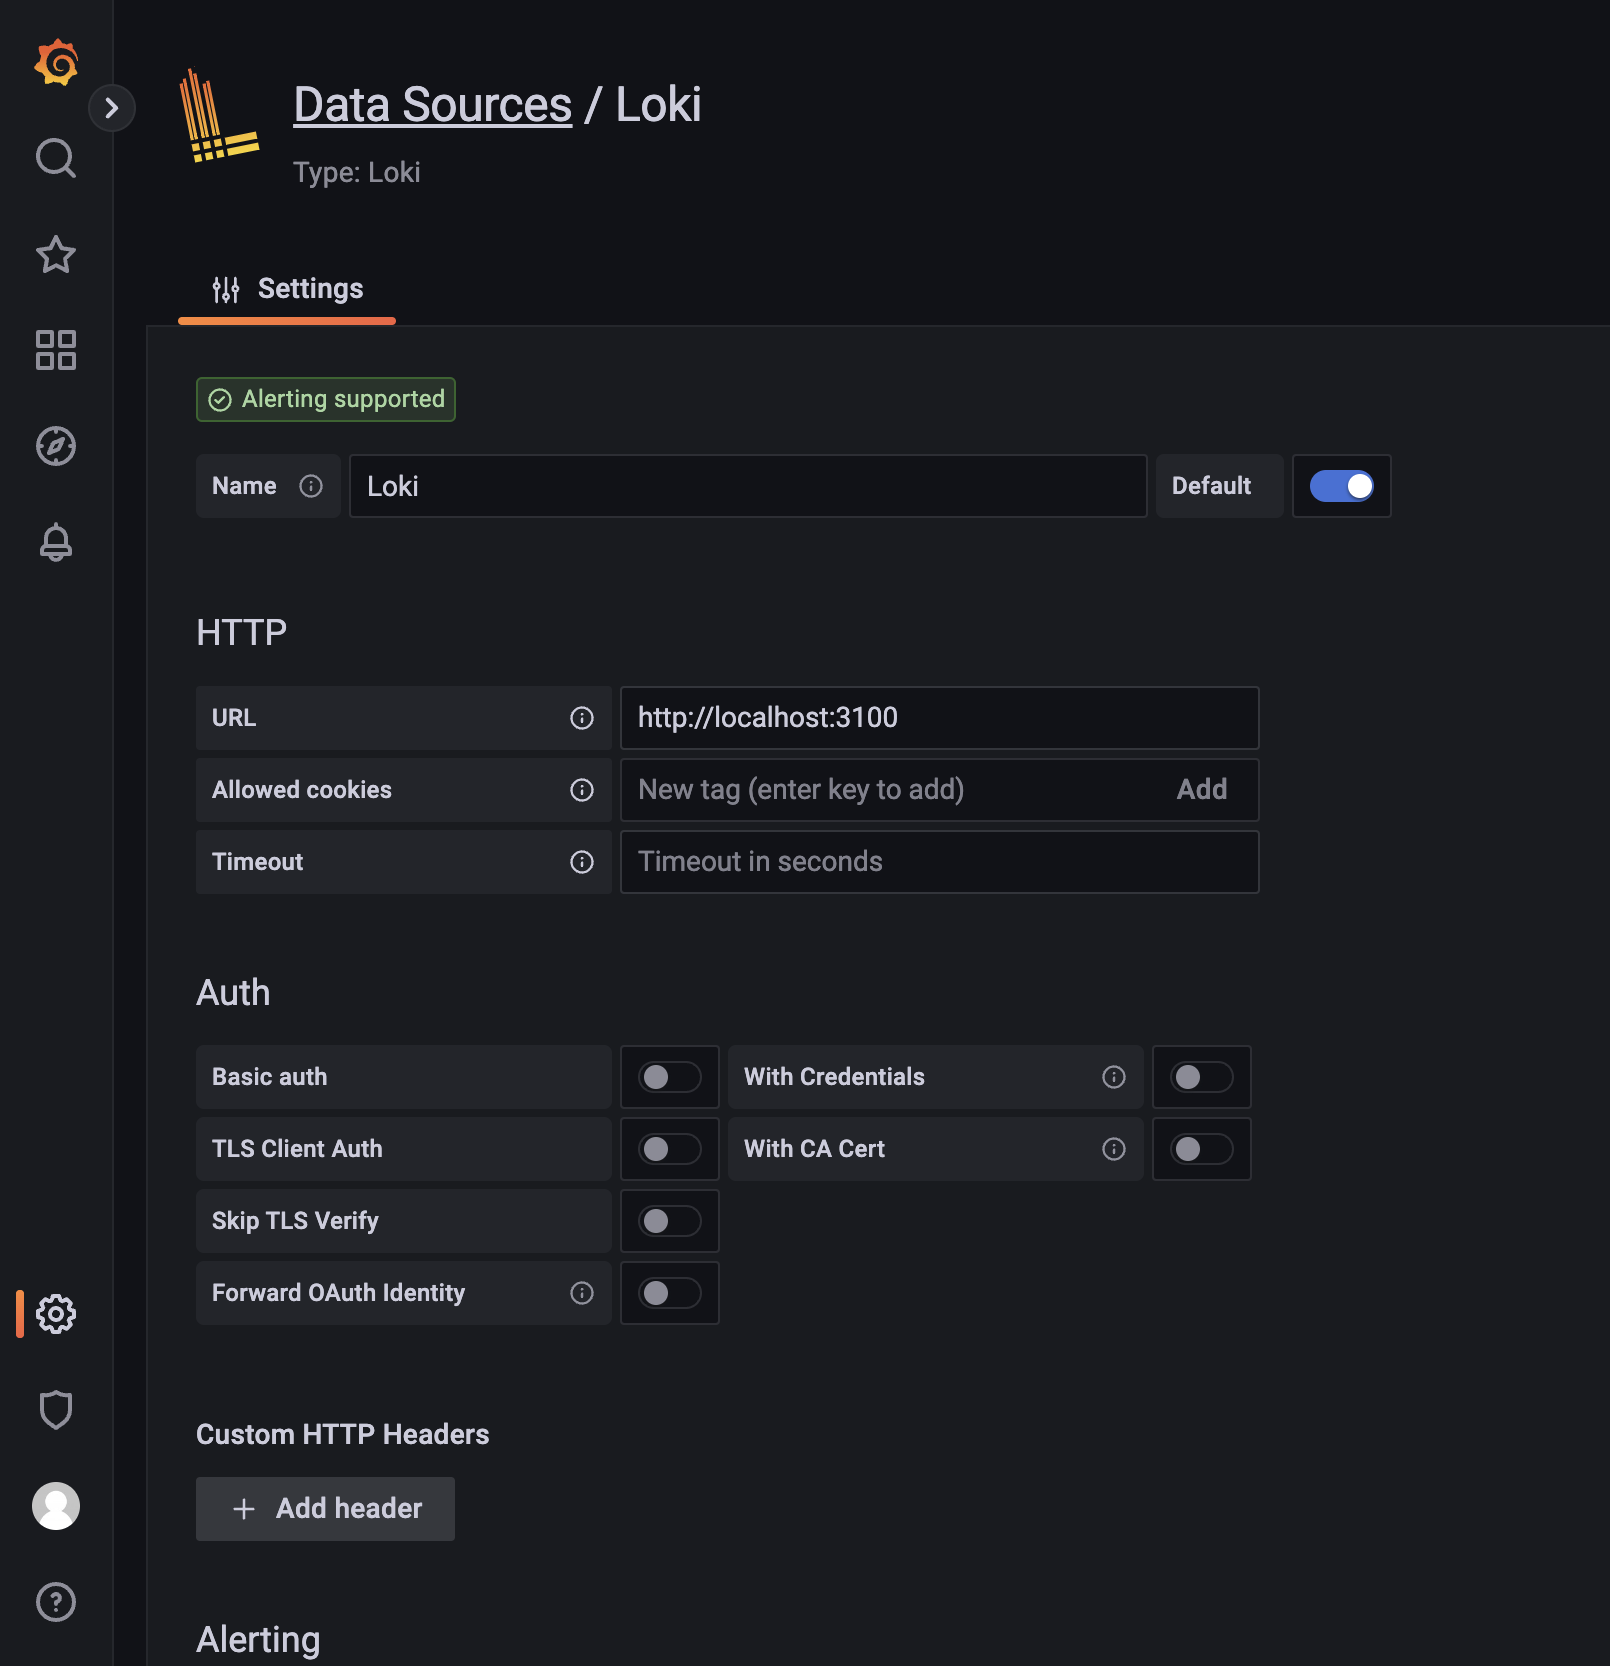 Data Sources / Loki
Type: Loki
Settings
Alerting supported
Name
Loki
Default
HTTP
URL
http://localhost:3100
Allowed cookies
New tag (enter key to add)
Add
Timeout
Timeout in seconds
Auth
Basic auth
With Credentials
TLS Client Auth
With CA Cert
Skip TLS Verify
Forward OAuth Identity
Custom HTTP Headers
Add header
Alerting